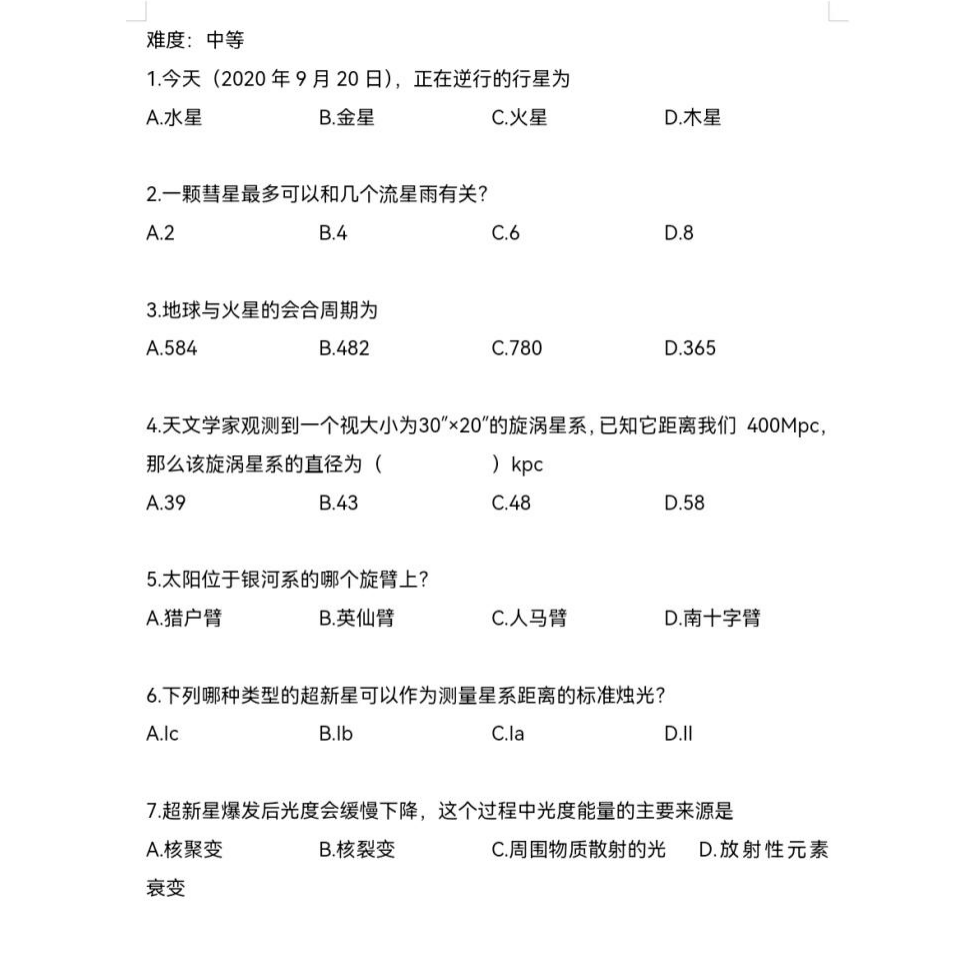 难度：中等
1.今天（2020 年 9 月 20 日），正在逆行的行星为
A.水星 B.金星 C.火星 D.木星
2.一颗彗星最多可以和几个流星雨有关？
A.2 B.4 C.6 D.8
3.地球与火星的会合周期为
A.584 B.482 C.780 D.365
4.天文学家观测到一个视大小为30″×20″的旋涡星系,已知它距离我们 400Mpc，
那么该旋涡星系的直径为（ ）kpc
A.39 B.43 C.48 D.58
5.太阳位于银河系的哪个旋臂上？
A.猎户臂 B.英仙臂 C.人马臂 D.南十字臂
6.下列哪种类型的超新星可以作为测量星系距离的标准烛光？
A.Ic B.Ib C.Ia D.II
7.超新星爆发后光度会缓慢下降，这个过程中光度能量的主要来源是
A.核聚变 B.核裂变 C.周围物质散射的光 D.放射性元素
衰变